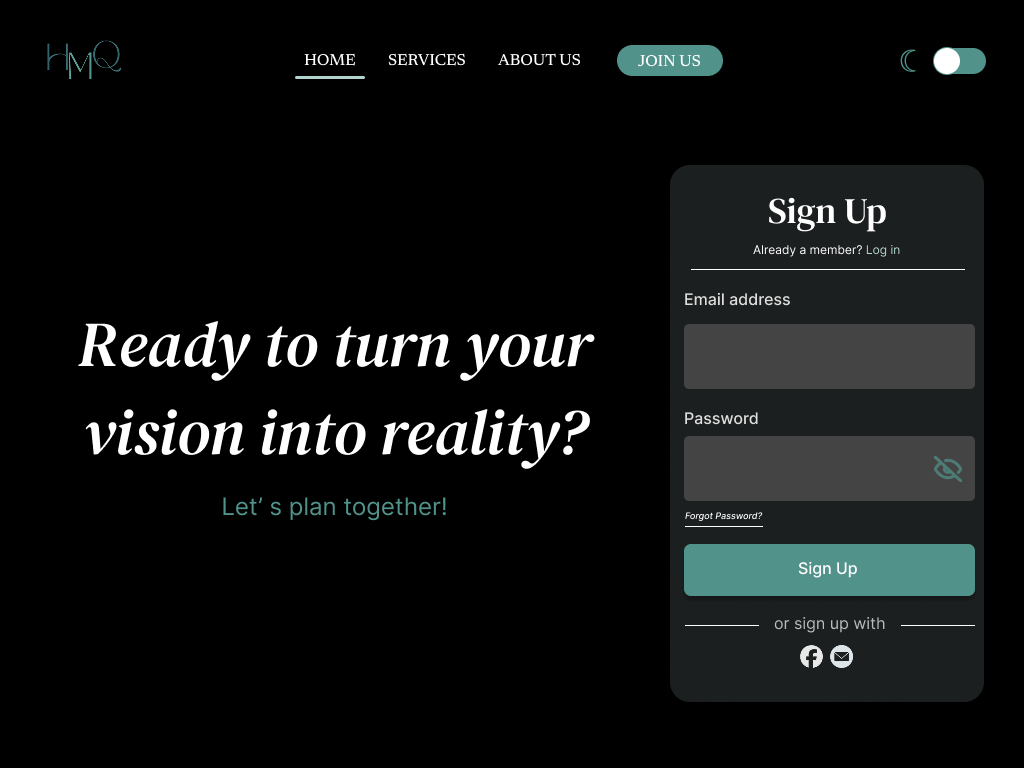 HMQ
HOME SERVICES ABOUT US JOIN US
Ready to turn your
vision into reality?
Let’ s plan together!
Sign Up
Already a member? Log in
Email address
Password
Forgot Password?
Sign Up
or sign up with